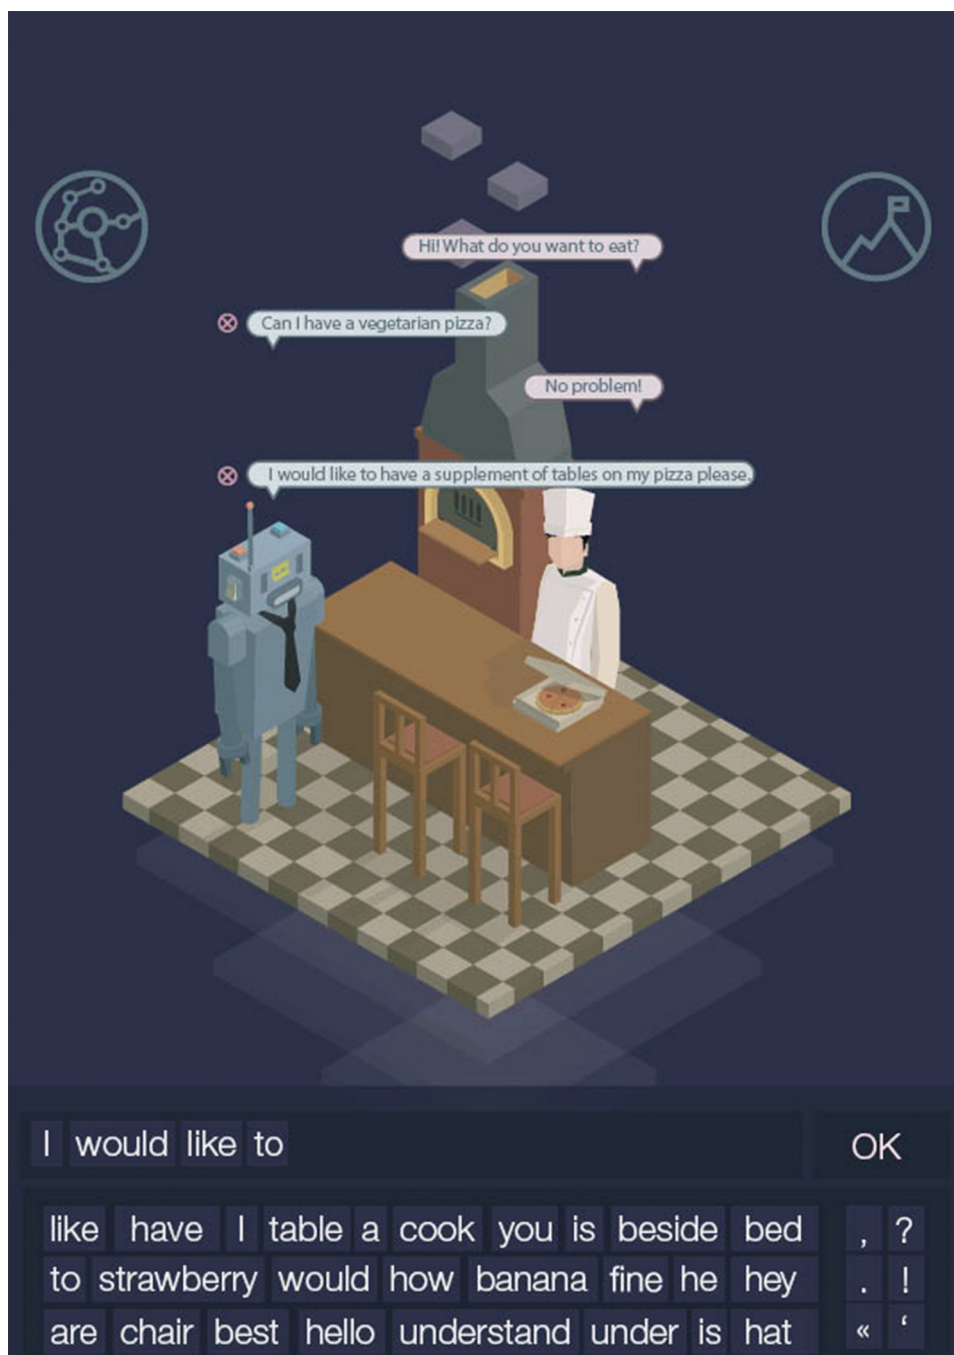 Hi! What do you want to eat?
Can I have a vegetarian pizza?
No problem!
I would like to have a supplement of tables on my pizza please.
I would like to
OK
like have I table a cook you is beside bed , ?
to strawberry would how banana fine he hey . !
are chair best hello understand under is hat « ‘